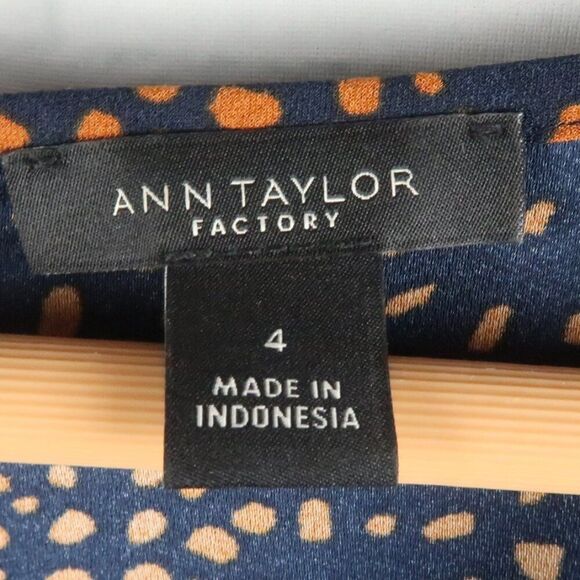 ANN TAYLOR
FACTORY
4
MADE IN
INDONESIA